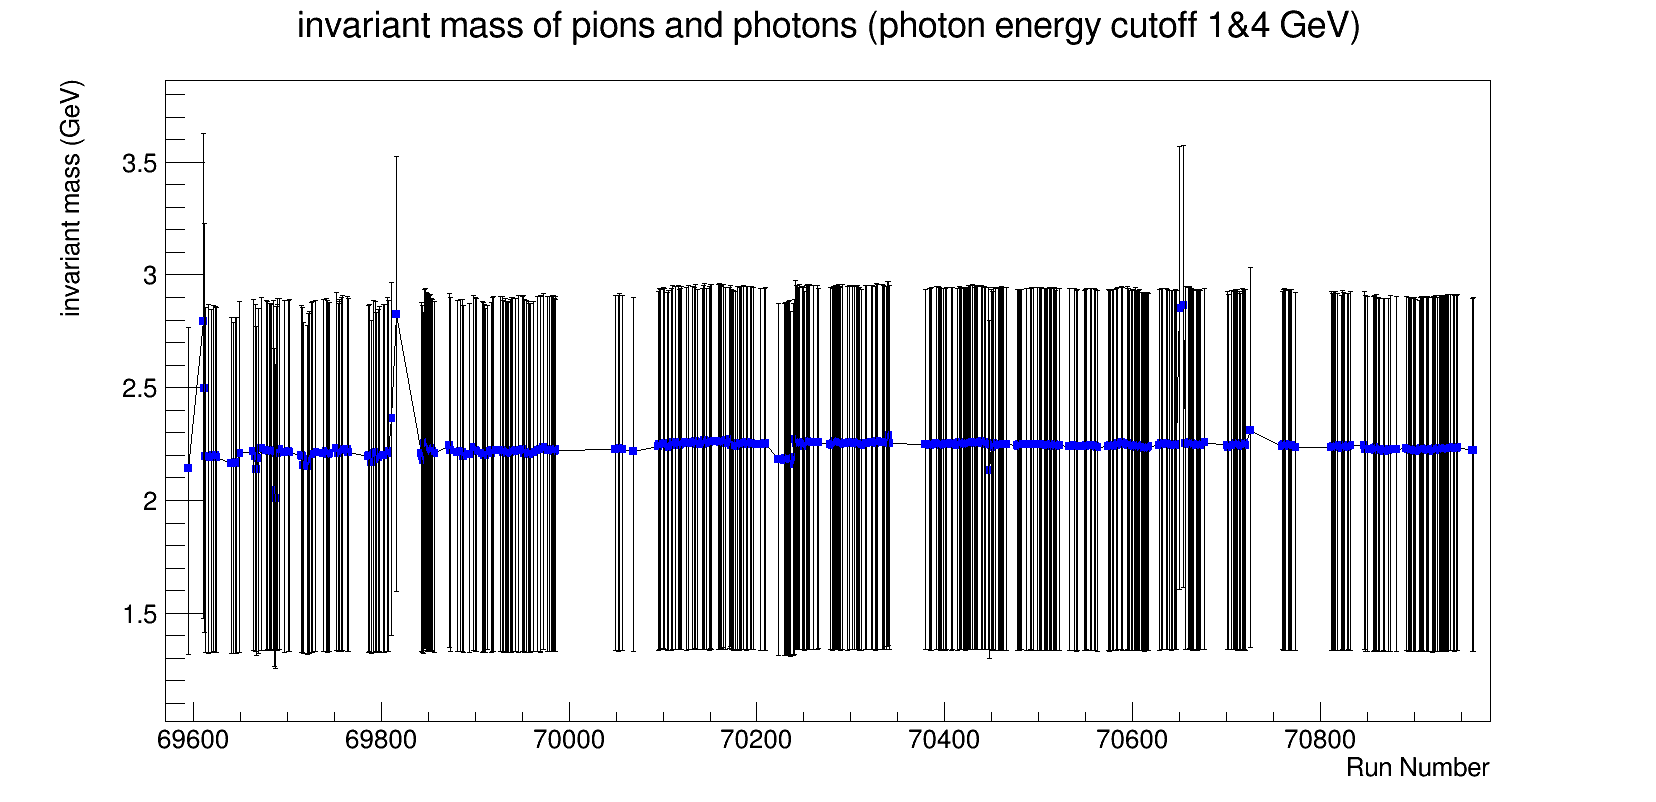 invariant mass of pions and photons (photon energy cutoff 1&4 GeV)
invariant mass (GeV)
3.5
3
2.5
2
1.5
69600 69800 70000 70200 70400 70600 70800
Run Number